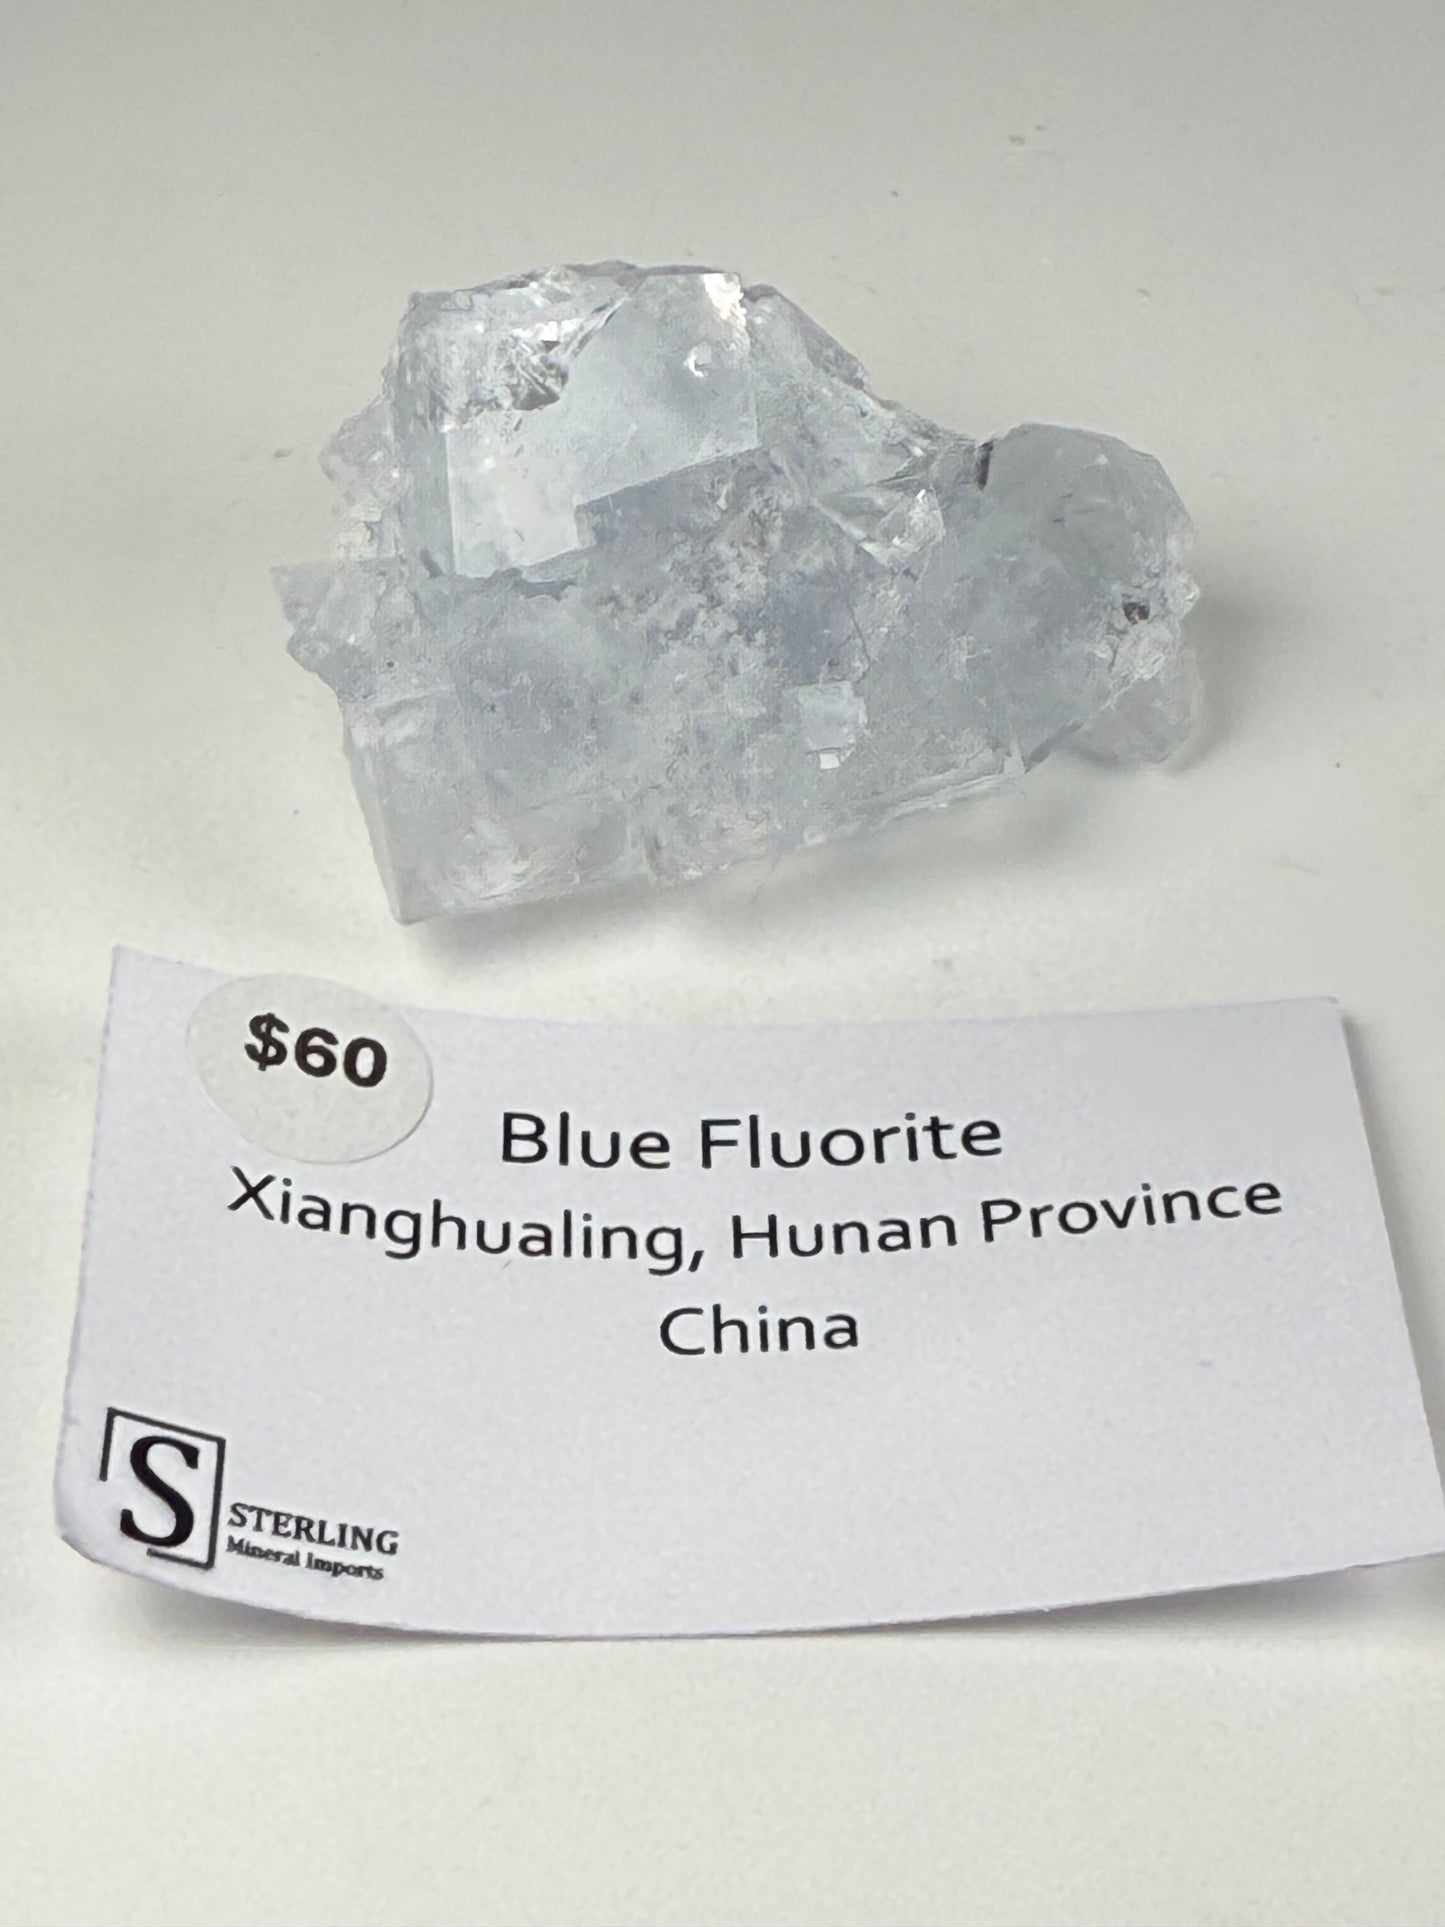 $60
Blue Fluorite
Xianghualing, Hunan Province
China
S
STERLING
Mineral Imports